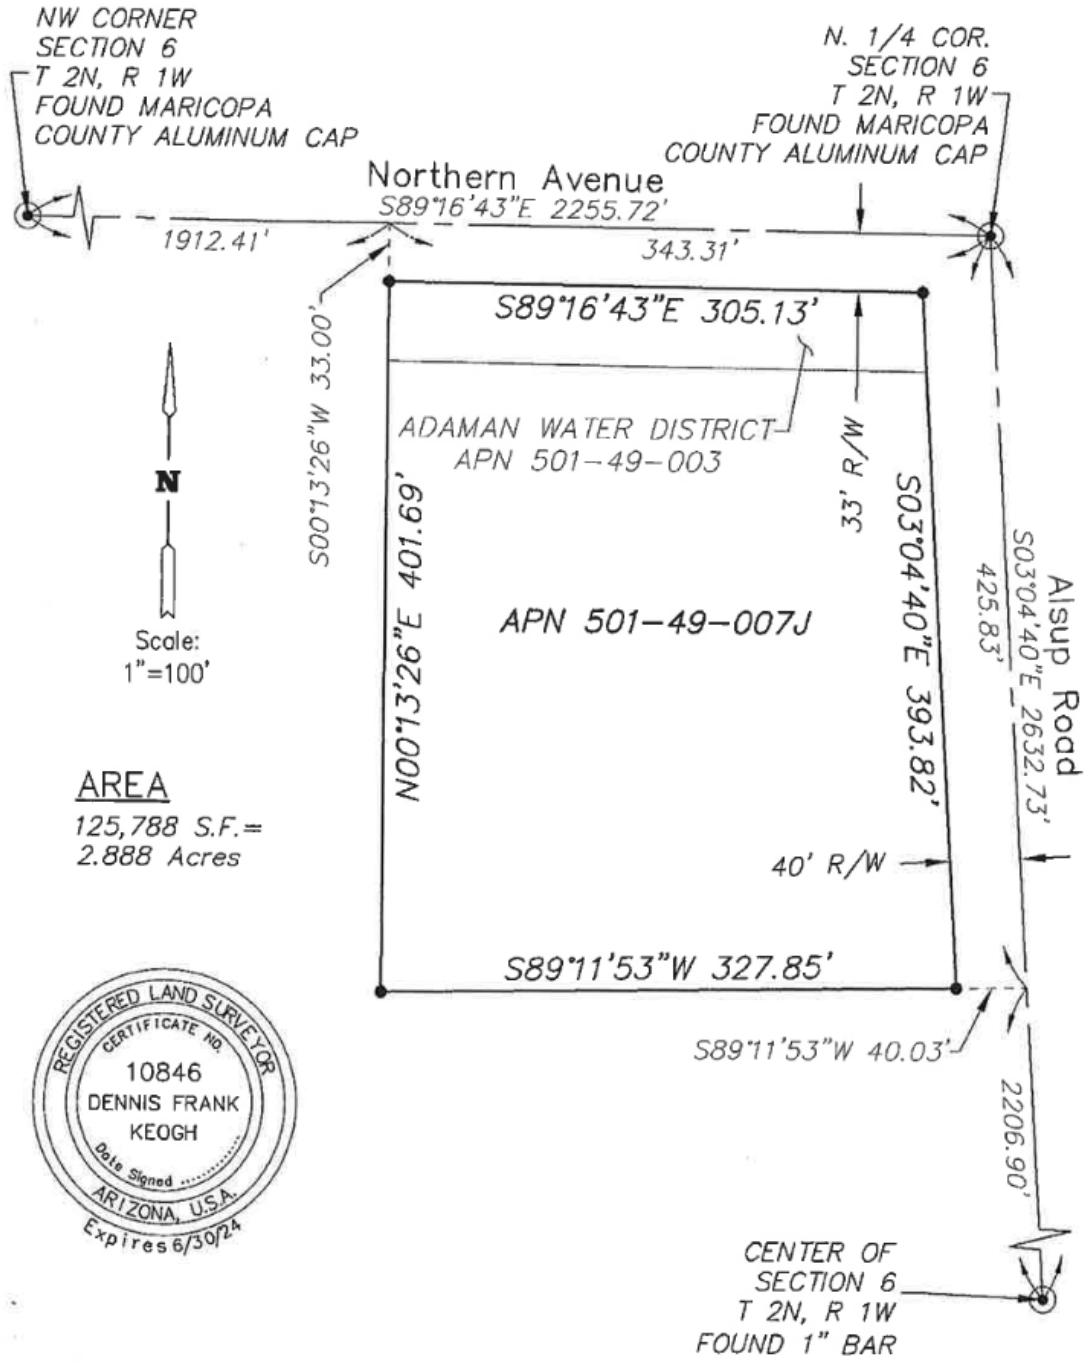 NW CORNER
SECTION 6
T 2N, R 1W
FOUND MARICOPA
COUNTY ALUMINUM CAP
N. 1/4 COR.
SECTION 6
T 2N, R 1W
FOUND MARICOPA
COUNTY ALUMINUM CAP
Northern Avenue
S89°16'43"E 2255.72'
1912.41'
343.31'
S89°16'43"E 305.13'
S00°13'26"W 33.00'
ADAMAN WATER DISTRICT
APN 501-49-003
33' R/W
N00°13'26"E 401.69'
S03°04'40"E 393.82'
APN 501-49-007J
Alsup Road
S03°04'40"E 2632.73'
425.83'
N
Scale:
1"=100'
AREA
125,788 S.F.=
2.888 Acres
40' R/W
S89°11'53"W 327.85'
S89°11'53"W 40.03'
2206.90'
REGISTERED LAND SURVEYOR
CERTIFICATE NO.
10846
DENNIS FRANK
KEOGH
Date Signed ..........
ARIZONA, U.S.A.
Expires 6/30/24
CENTER OF
SECTION 6
T 2N, R 1W
FOUND 1" BAR